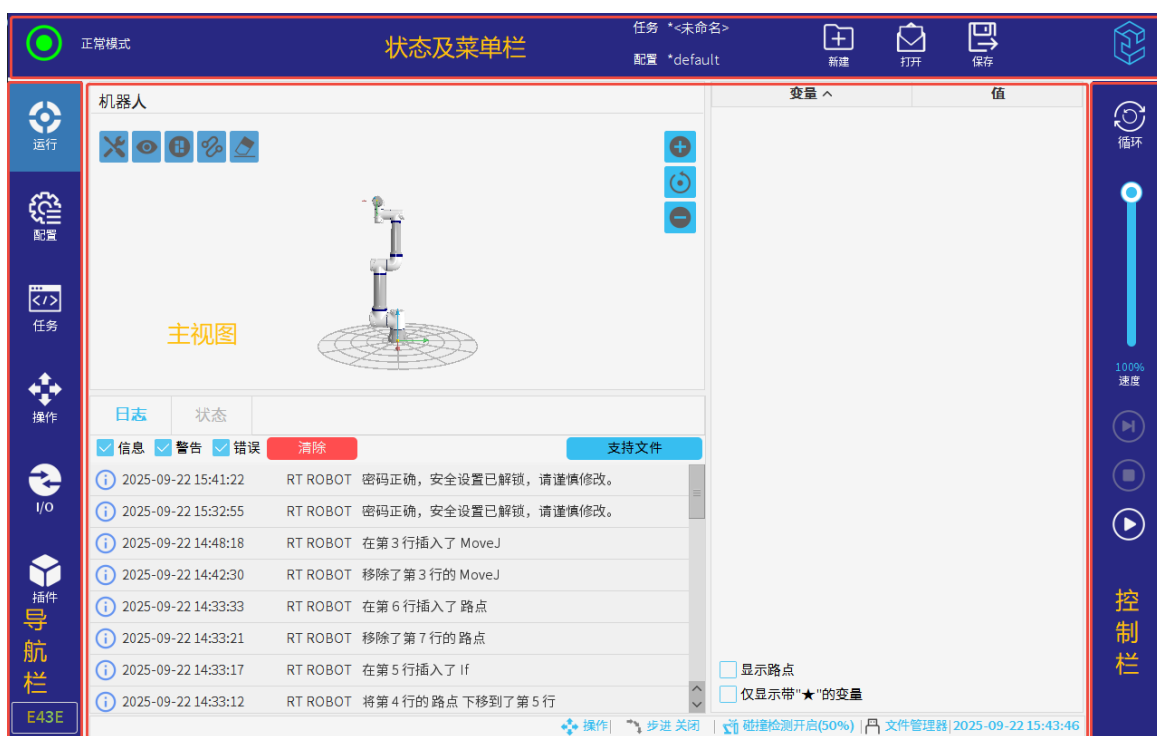 正常模式
状态及菜单栏
任务 *<未命名>
配置 *default
新建
打开
保存
运行
配置
任务
操作
I/O
插件
导航栏
E43E
机器人
主视图
变量
值
日志
状态
信息
警告
错误
清除
支持文件
2025-09-22 15:41:22 RT ROBOT 密码正确，安全设置已解锁，请谨慎修改。
2025-09-22 15:32:55 RT ROBOT 密码正确，安全设置已解锁，请谨慎修改。
2025-09-22 14:48:18 RT ROBOT 在第 3 行插入了 MoveJ
2025-09-22 14:42:30 RT ROBOT 移除了第 3 行的 MoveJ
2025-09-22 14:33:33 RT ROBOT 在第 6 行插入了 路点
2025-09-22 14:33:21 RT ROBOT 移除了第 7 行的 路点
2025-09-22 14:33:17 RT ROBOT 在第 5 行插入了 If
2025-09-22 14:33:12 RT ROBOT 将第 4 行的 路点 下移到了第 5 行
显示路点
仅显示带"★"的变量
操作| 步进 关闭 | 碰撞检测开启(50%) | 文件管理器| 2025-09-22 15:43:46
循环
100%
速度
控制栏